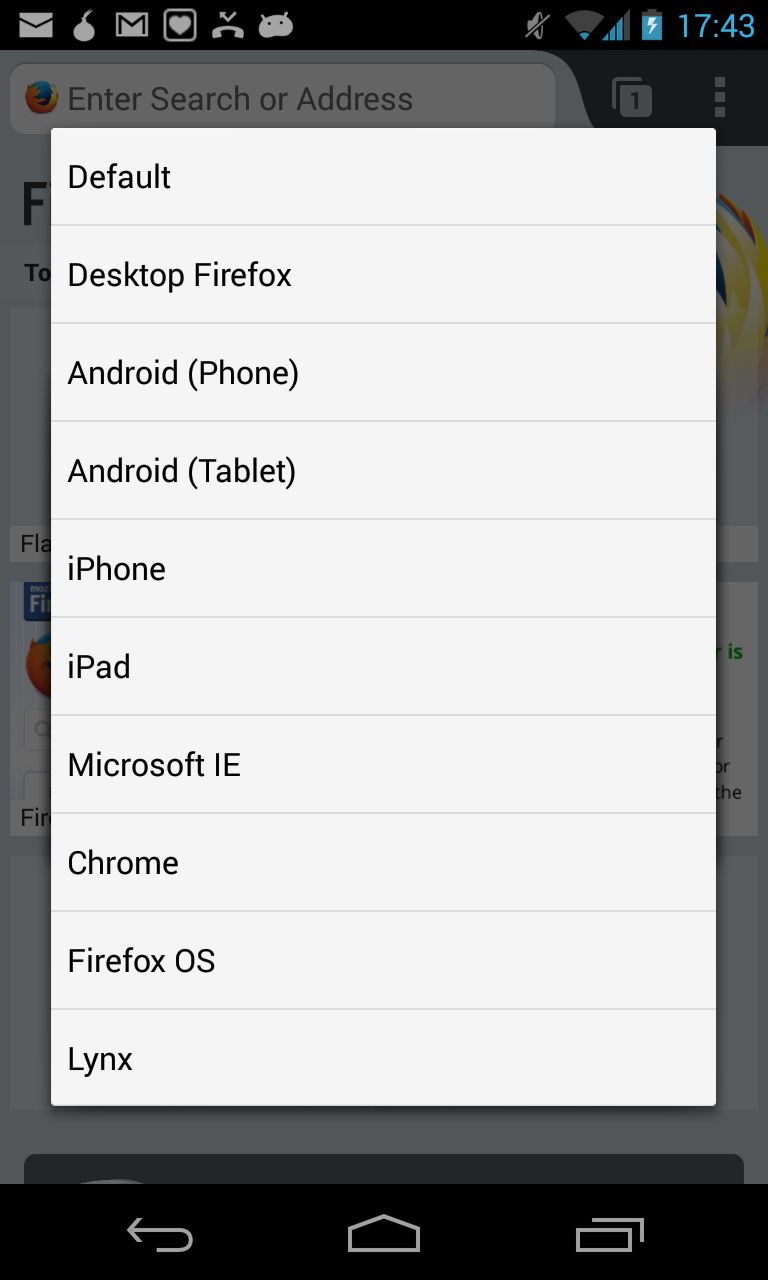 17:43
Enter Search or Address
1
Default
Desktop Firefox
Android (Phone)
Android (Tablet)
iPhone
iPad
Microsoft IE
Chrome
Firefox OS
Lynx